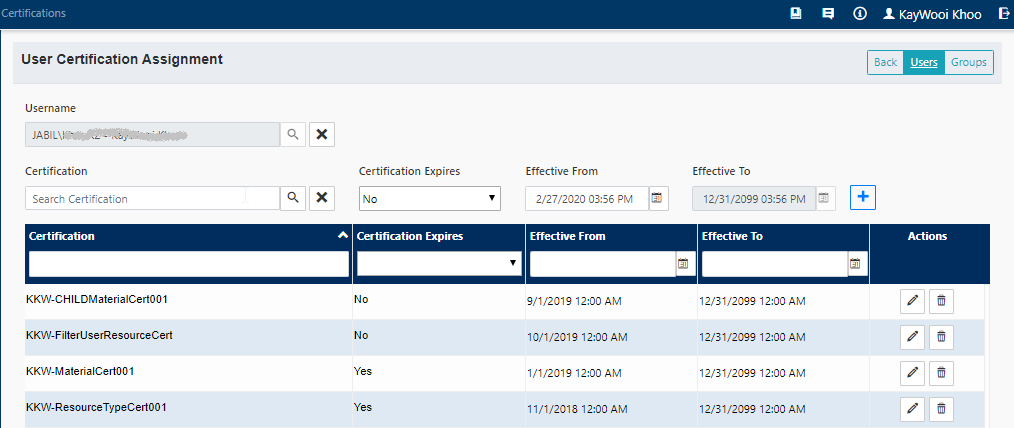 Certifications KayWooi Khoo
User Certification Assignment Back Users Groups
Username
JABIL\
Certification Certification Expires Effective From Effective To
Search Certification No 2/27/2020 03:56 PM 12/31/2099 03:56 PM
Certification Certification Expires Effective From Effective To Actions
KKW-CHILDMaterialCert001 No 9/1/2019 12:00 AM 12/31/2099 12:00 AM
KKW-FilterUserResourceCert No 10/1/2019 12:00 AM 12/31/2099 12:00 AM
KKW-MaterialCert001 Yes 1/1/2019 12:00 AM 12/31/2099 12:00 AM
KKW-ResourceTypeCert001 Yes 11/1/2018 12:00 AM 12/31/2099 12:00 AM